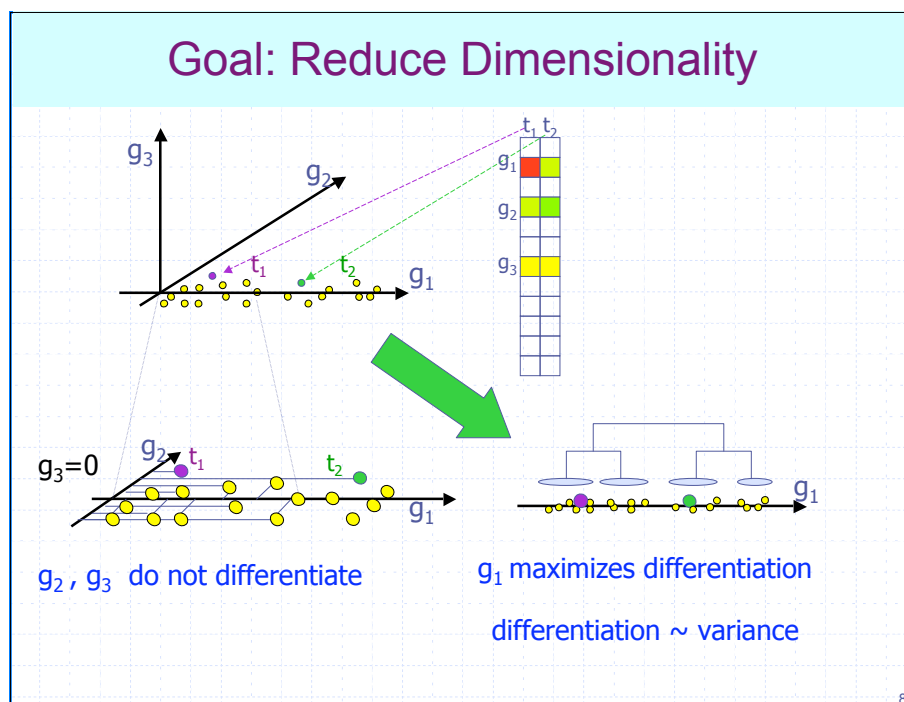 Goal: Reduce Dimensionality
t₁ t₂
g₃
g₁
g₂
g₂
t₁
t₂
g₃
g₁
g₂
g₃=0
t₁
t₂
g₁
g₁
g₂ , g₃ do not differentiate
g₁ maximizes differentiation
differentiation ~ variance
8